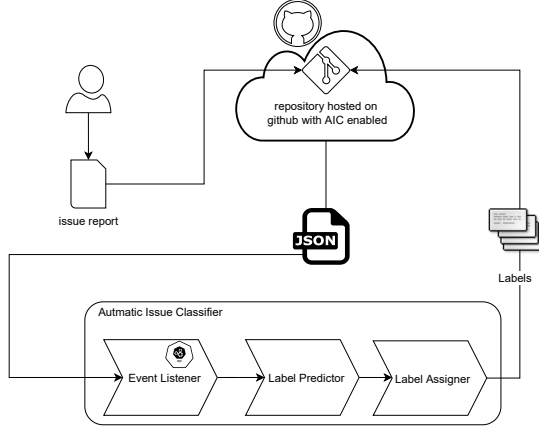 repository hosted on
github with AIC enabled
issue report
JSON
Labels
Autmatic Issue Classifier
Event Listener
Label Predictor
Label Assigner